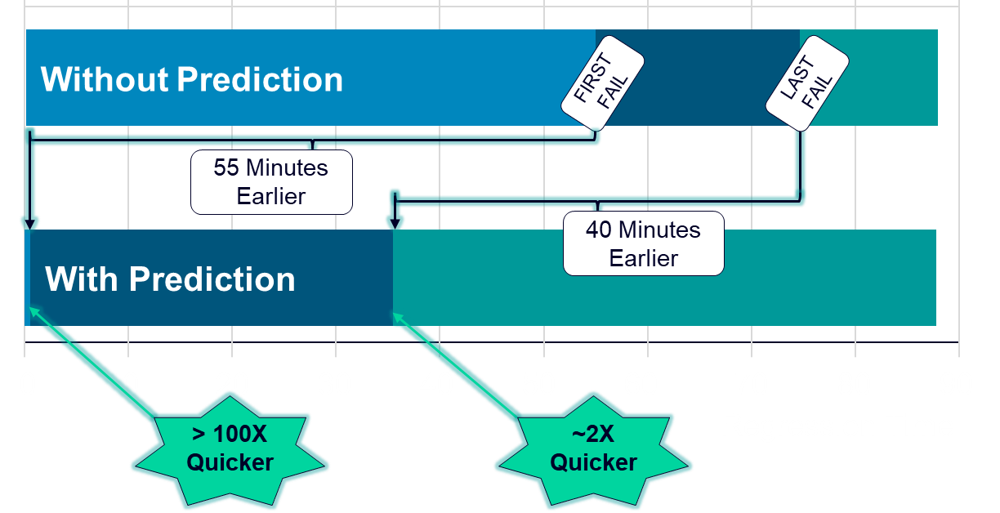 Without Prediction
FIRST
FAIL
LAST
FAIL
55 Minutes
Earlier
40 Minutes
Earlier
With Prediction
> 100X
Quicker
~2X
Quicker